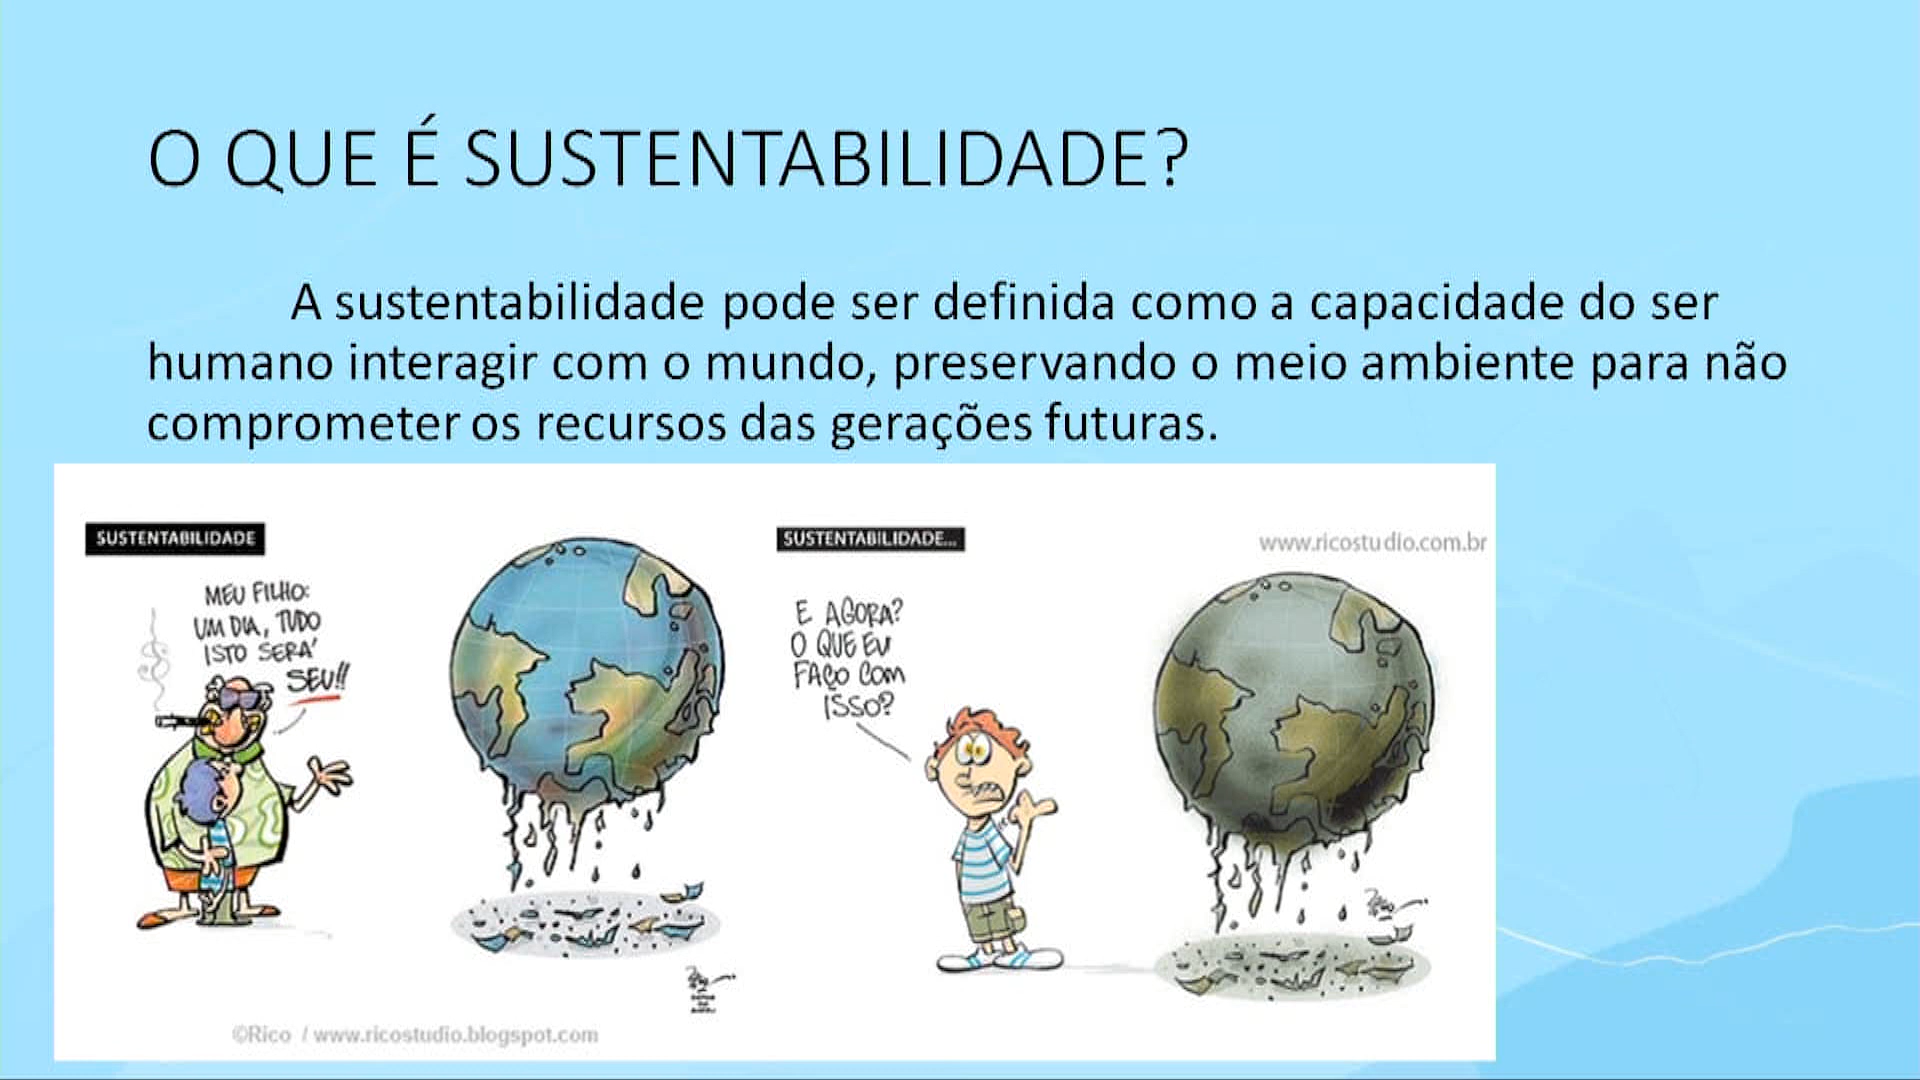 O QUE É SUSTENTABILIDADE?
A sustentabilidade pode ser definida como a capacidade do ser
humano interagir com o mundo, preservando o meio ambiente para não
comprometer os recursos das gerações futuras.
SUSTENTABILIDADE
MEU FILHO:
UM DIA, TUDO
ISTO SERA'
SEU!!
©Rico / www.ricostudio.blogspot.com
SUSTENTABILIDADE...
www.ricostudio.com.br
E AGORA?
O QUE EU
FAÇO COM
ISSO?